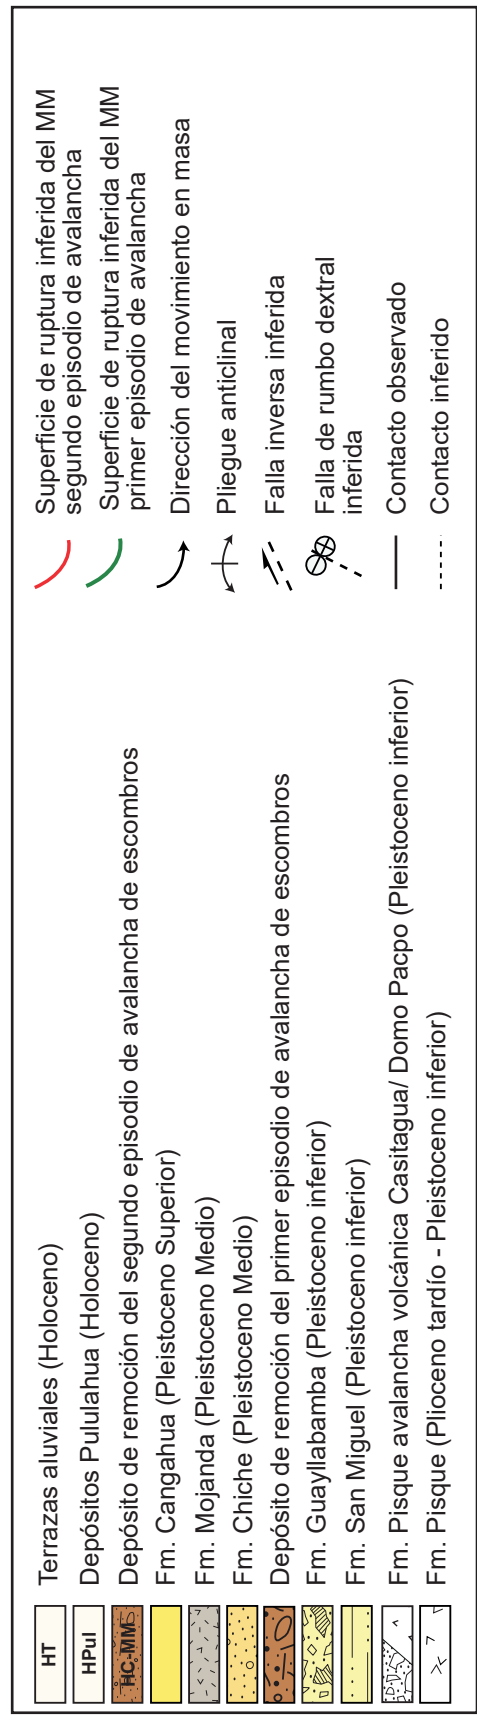 HT
Terrazas aluviales (Holoceno)
HPul
Depósitos Pululahua (Holoceno)
HC-MM
Depósito de remoción del segundo episodio de avalancha de escombros
Fm. Cangahua (Pleistoceno Superior)
Fm. Mojanda (Pleistoceno Medio)
Fm. Chiche (Pleistoceno Medio)
Depósito de remoción del primer episodio de avalancha de escombros
Fm. Guayllabamba (Pleistoceno inferior)
Fm. San Miguel (Pleistoceno inferior)
Fm. Pisque avalancha volcánica Casitagua/ Domo Pacpo (Pleistoceno inferior)
Fm. Pisque (Plioceno tardío - Pleistoceno inferior)
Superficie de ruptura inferida del MM
segundo episodio de avalancha
Superficie de ruptura inferida del MM
primer episodio de avalancha
Dirección del movimiento en masa
Pliegue anticlinal
Falla inversa inferida
Falla de rumbo dextral
inferida
Contacto observado
Contacto inferido